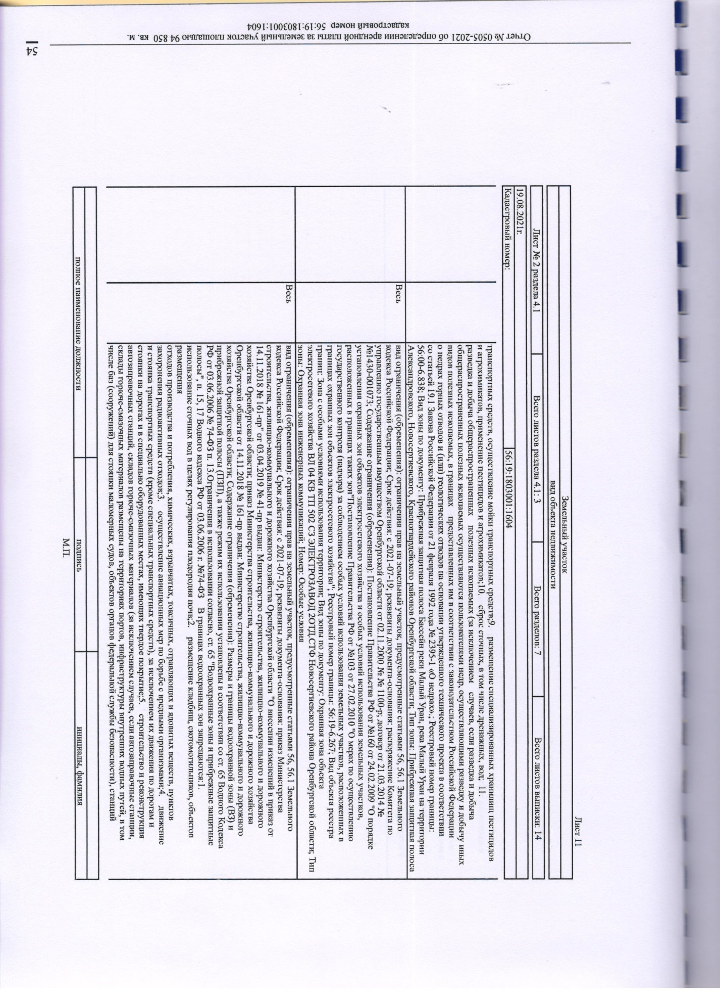 Отчет № 0505-2021 об определении арендной платы за земельный участок площадью 94 850 кв. м.
кадастровый номер 56:19:1803001:1604
54
Лист 11
Земельный участок
вид объекта недвижимости
Лист № 2 раздела 4.1
Всего листов раздела 4.1: 3
Всего разделов: 7
Всего листов выписки: 14
19.08.2021г.
Кадастровый номер:
56:19:1803001:1604
транспортных средств, осуществление мойки транспортных средств;9. размещение специализированных хранилищ пестицидов
и агрохимикатов, применение пестицидов и агрохимикатов;10. сброс сточных, в том числе дренажных, вод; 11.
разведка и добыча общераспространенных полезных ископаемых (за исключением случаев, если разведка и добыча
общераспространенных полезных ископаемых осуществляются пользователями недр, осуществляющими разведку и добычу иных
видов полезных ископаемых, в границах предоставленных им в соответствии с законодательством Российской Федерации
о недрах горных отводов и (или) геологических отводов на основании утвержденного технического проекта в соответствии
со статьей 19.1 Закона Российской Федерации от 21 февраля 1992 года № 2395-1 «О недрах».; Реестровый номер границы:
56:00-6.838; Вид зоны по документу: Прибрежная защитная полоса Бассейн реки Малый Уран, река Малый Уран на территории
Александровского, Новосергиевского, Красногвардейского районов Оренбургской области; Тип зоны: Прибрежная защитная полоса
Весь
вид ограничения (обременения): ограничения прав на земельный участок, предусмотренные статьями 56, 56.1 Земельного
кодекса Российской Федерации; Срок действия: с 2021-07-19; реквизиты документа-основания: распоряжение Комитета по
управлению государственным имуществом Оренбургской области от 02.11.2000 № № 1100-р; договор от 21.03.2014 №
№1430-001073; Содержание ограничения (обременения): Постановление Правительства РФ от №160 от 24.02.2009 "О порядке
установления охранных зон объектов электросетевого хозяйства и особых условий использования земельных участков,
расположенных в границах таких зон"Постановление Правительства РФ от №103 от 27.02.2010 "О мерах по осуществлению
государственного контроля (надзора) за соблюдением особых условий использования земельных участков, расположенных в
границах охранных зон объектов электросетевого хозяйства"; Реестровый номер границы: 56:19-6.267; Вид объекта реестра
границ: Зона с особыми условиями использования территории; Вид зоны по документу: Охранная зона объекта
электросетевого хозяйства ВЛ 04 КВ ТП 502 СЗ ЭЛЕКТРОЗАВОД 2ОТД.СТФ Новосергиевского района Оренбургской области; Тип
зоны: Охранная зона инженерных коммуникаций; Номер: Особые условия
Весь
вид ограничения (обременения): ограничения прав на земельный участок, предусмотренные статьями 56, 56.1 Земельного
кодекса Российской Федерации; Срок действия: с 2021-07-19; реквизиты документа-основания: приказ Министерства
строительства, жилищно-коммунального и дорожного хозяйства Оренбургской области "О внесении изменений в приказ от
14.11.2018 № 161-пр" от 03.04.2019 № 41-пр выдан: Министерство строительства, жилищно-коммунального и дорожного
хозяйства Оренбургской области; приказ Министерства строительства, жилищно-коммунального и дорожного хозяйства
Оренбургской области от 14.11.2018 № 161-пр выдан: Министерство строительства, жилищно-коммунального и дорожного
хозяйства Оренбургской области; Содержание ограничения (обременения): Размеры и границы водоохранной зоны (ВЗ) и
прибрежной защитной полосы (ПЗП), а также режим их использования установлены в соответствии со ст. 65 Водного Кодекса
РФ от 03.06.2006 № 74-ФЗ п. 13.Ограничения в использовании согласно, ст. 65 "Водоохранные зоны и прибрежные защитные
полосы", п. 15, 17 Водного кодекса РФ от 03.06.2006 г. №74-ФЗ В границах водоохранных зон запрещаются:1.
использование сточных вод в целях регулирования плодородия почв;2. размещение кладбищ, скотомогильников, объектов
размещения
отходов производства и потребления, химических, взрывчатых, токсичных, отравляющих и ядовитых веществ, пунктов
захоронения радиоактивных отходов;3. осуществление авиационных мер по борьбе с вредными организмами;4. движение
и стоянка транспортных средств (кроме специальных транспортных средств), за исключением их движения по дорогам и
стоянки на дорогах и в специально оборудованных местах, имеющих твердое покрытие;5. строительство и реконструкция
автозаправочных станций, складов горюче-смазочных материалов (за исключением случаев, если автозаправочные станции,
склады горюче-смазочных материалов размещены на территориях портов, инфраструктуры внутренних водных путей, в том
числе баз (сооружений) для стоянки маломерных судов, объектов органов федеральной службы безопасности), станций
полное наименование должности
подпись
инициалы, фамилия
М.П.